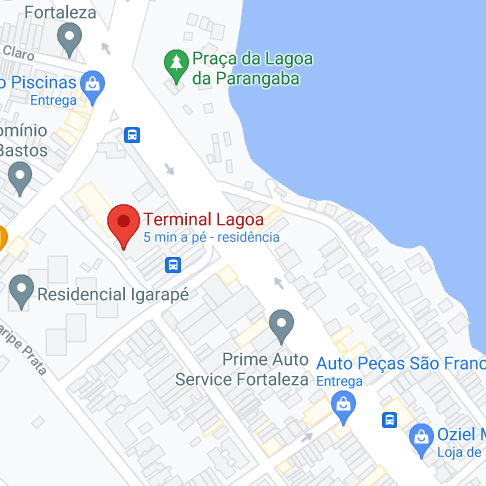 Fortaleza
Claro
o Piscinas
Entrega
Praça da Lagoa
da Parangaba
omínio
Bastos
Terminal Lagoa
5 min a pé - residência
Residencial Igarapé
aripe Prata
Prime Auto
Service Fortaleza
Auto Peças São Franc
Entrega
Oziel M
Loja de